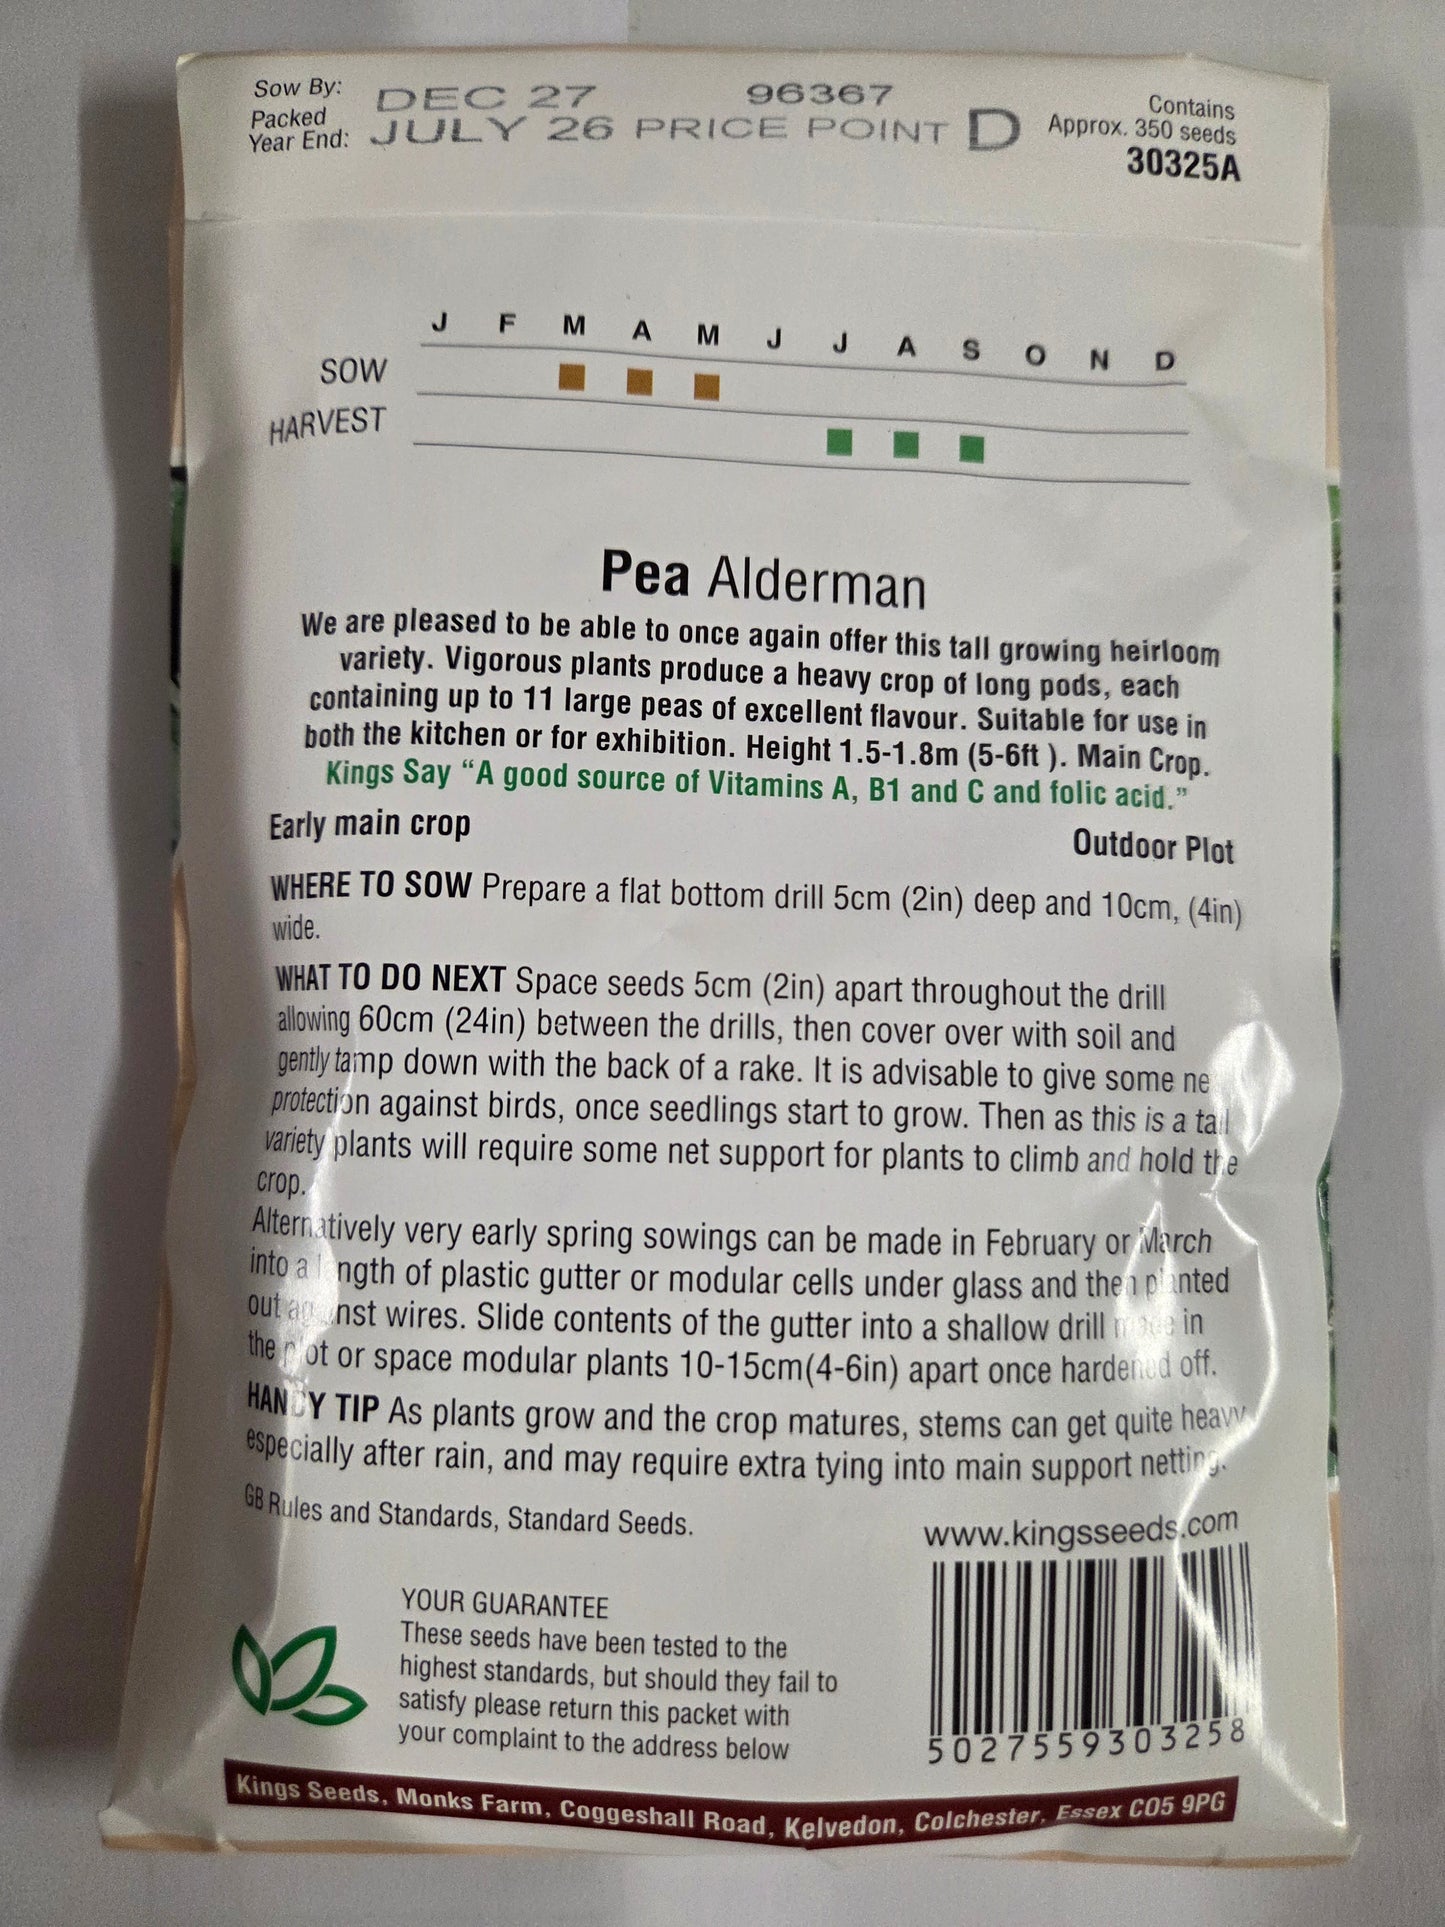 Sow By: DEC 27 96367
Packed
Year End: JULY 26 PRICE POINT D
Contains
Approx. 350 seeds
30325A
J F M A M J J A S O N D
SOW
HARVEST
Pea Alderman
We are pleased to be able to once again offer this tall growing heirloom
variety. Vigorous plants produce a heavy crop of long pods, each
containing up to 11 large peas of excellent flavour. Suitable for use in
both the kitchen or for exhibition. Height 1.5-1.8m (5-6ft ). Main Crop.
Kings Say “A good source of Vitamins A, B1 and C and folic acid.”
Early main crop Outdoor Plot
WHERE TO SOW Prepare a flat bottom drill 5cm (2in) deep and 10cm, (4in)
wide.
WHAT TO DO NEXT Space seeds 5cm (2in) apart throughout the drill
allowing 60cm (24in) between the drills, then cover over with soil and
gently tamp down with the back of a rake. It is advisable to give some
protection against birds, once seedlings start to grow. Then as this is a tall
variety plants will require some net support for plants to climb and hold the
crop.
Alternatively very early spring sowings can be made in February or March
into a length of plastic gutter or modular cells under glass and then planted
out against wires. Slide contents of the gutter into a shallow drill made in
the plot or space modular plants 10-15cm(4-6in) apart once hardened off.
HANDY TIP As plants grow and the crop matures, stems can get quite heavy
especially after rain, and may require extra tying into main support netting.
GB Rules and Standards, Standard Seeds.
www.kingsseeds.com
YOUR GUARANTEE
These seeds have been tested to the
highest standards, but should they fail to
satisfy please return this packet with
your complaint to the address below
5027559303258
Kings Seeds, Monks Farm, Coggeshall Road, Kelvedon, Colchester, Essex CO5 9PG